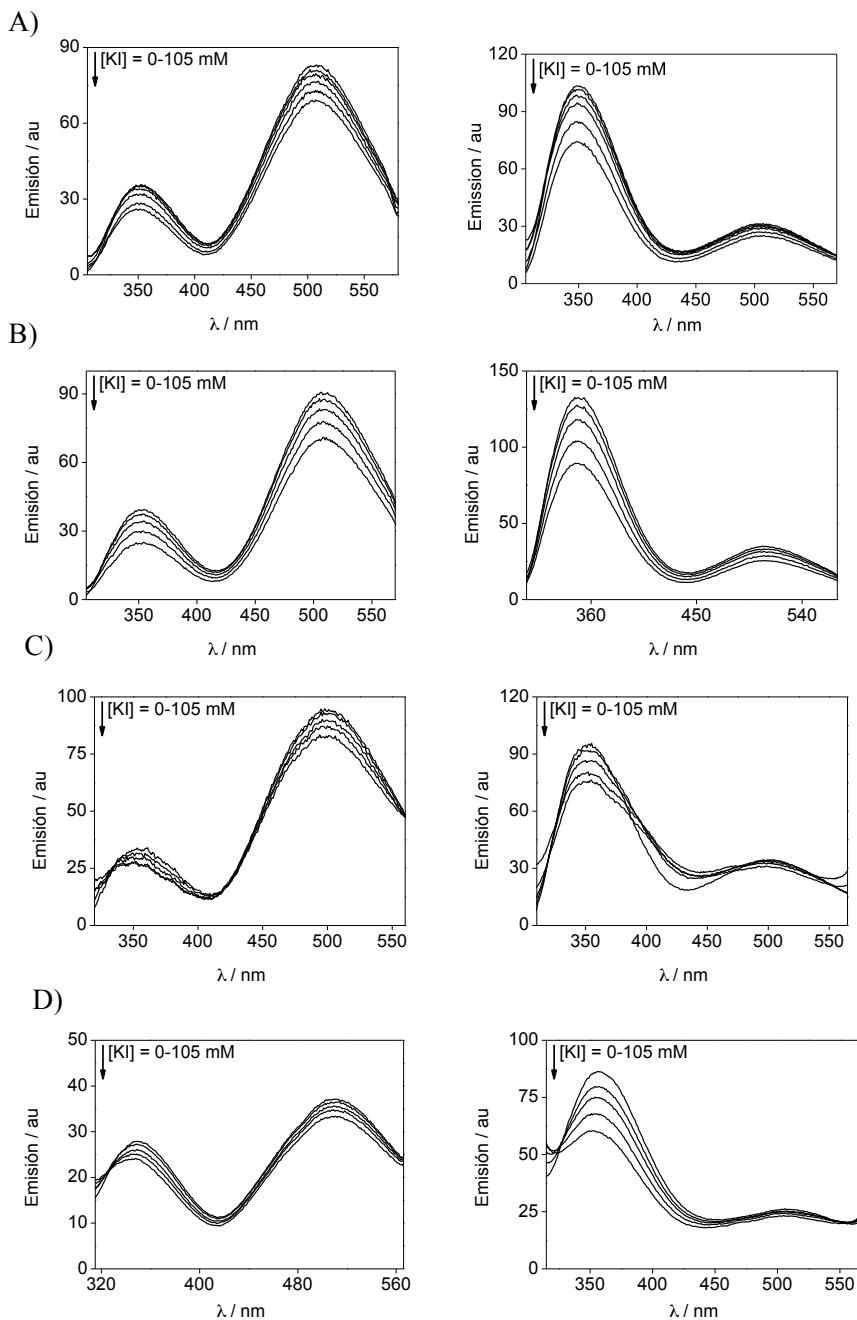 A)
[KI] = 0-105 mM
Emisión / au
90
60
30
0
350 400 450 500 550
λ / nm
[KI] = 0-105 mM
Emission / au
120
90
60
30
0
350 400 450 500 550
λ / nm
B)
[KI] = 0-105 mM
Emisión / au
90
60
30
0
350 400 450 500 550
λ / nm
[KI] = 0-105 mM
Emisión / au
150
100
50
0
360 450 540
λ / nm
C)
[KI] = 0-105 mM
Emisión / au
100
75
50
25
0
350 400 450 500 550
λ / nm
[KI] = 0-105 mM
Emisión / au
120
90
60
30
0
350 400 450 500 550
λ / nm
D)
[KI] = 0-105 mM
Emisión / au
50
40
30
20
10
0
320 400 480 560
λ / nm
[KI] = 0-105 mM
Emisión / au
100
75
50
25
0
350 400 450 500 550
λ / nm